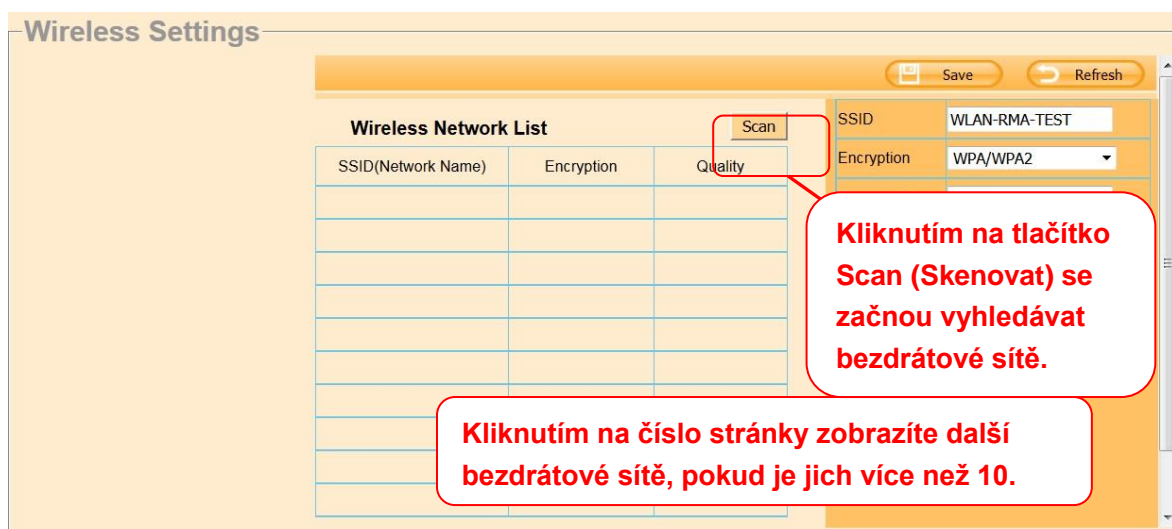 Wireless Settings
Save
Refresh
Wireless Network List
Scan
SSID(Network Name)
Encryption
Quality
SSID
WLAN-RMA-TEST
Encryption
WPA/WPA2
Kliknutím na tlačítko
Scan (Skenovat) se
začnou vyhledávat
bezdrátové sítě.
Kliknutím na číslo stránky zobrazíte další
bezdrátové sítě, pokud je jich více než 10.